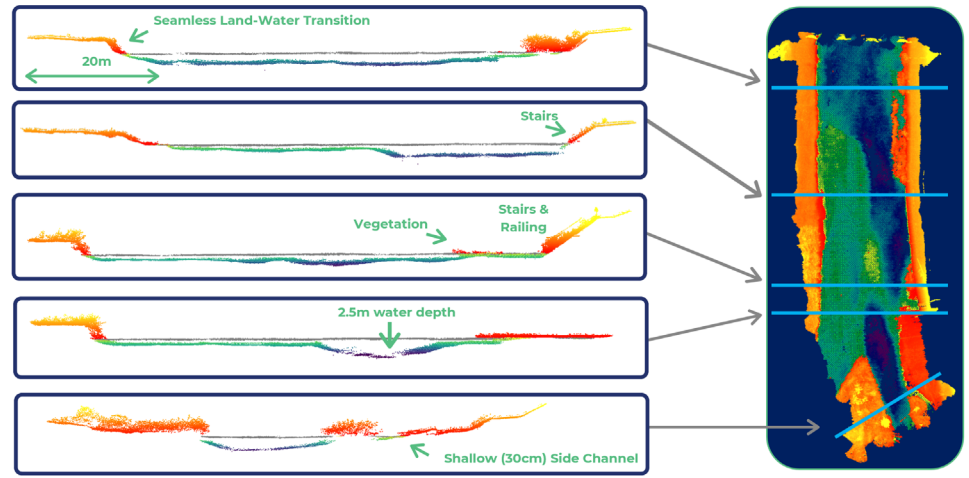 Seamless Land-Water Transition
20m
Stairs
Vegetation
Stairs &
Railing
2.5m water depth
Shallow (30cm) Side Channel